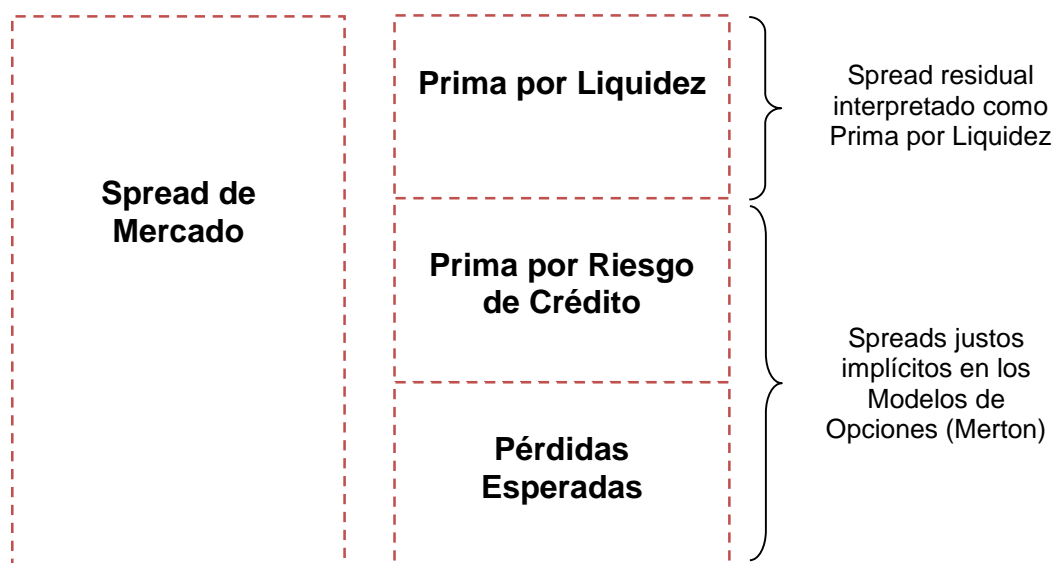 Spread de
Mercado
Prima por Liquidez
Prima por Riesgo
de Crédito
Pérdidas
Esperadas
Spread residual
interpretado como
Prima por Liquidez
Spreads justos
implícitos en los
Modelos de
Opciones (Merton)